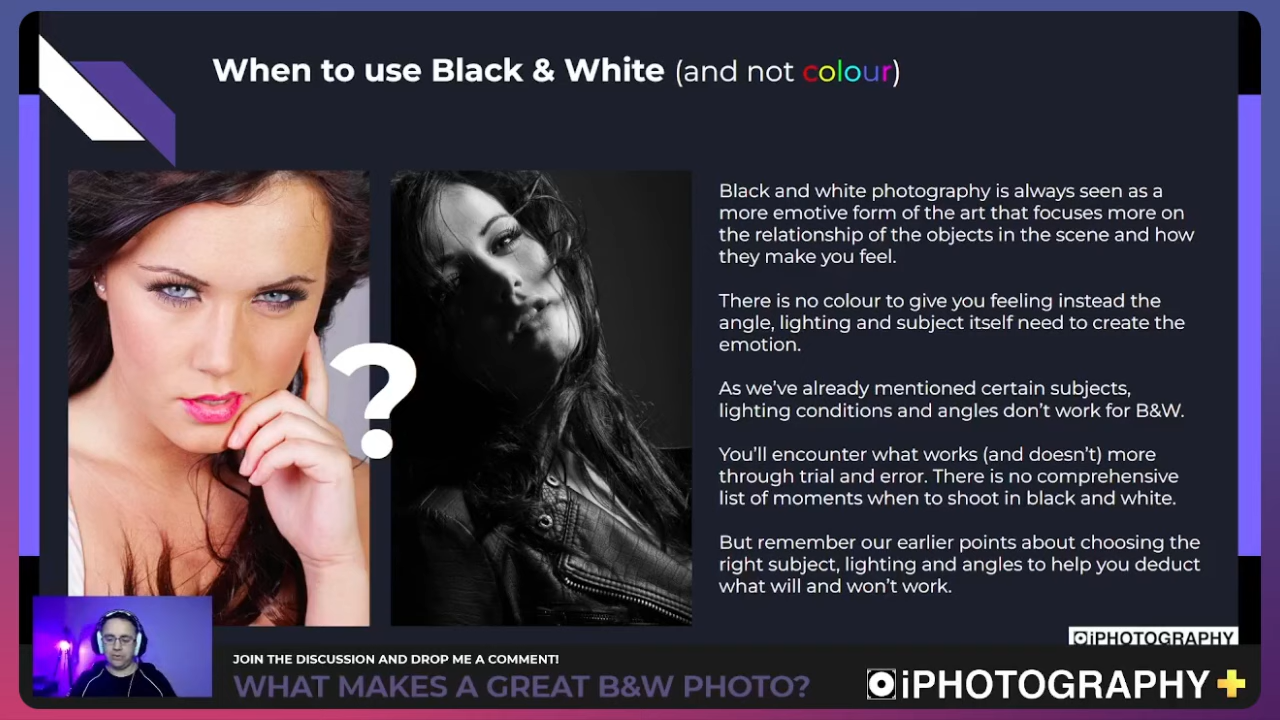 When to use Black & White (and not colour)
?
Black and white photography is always seen as a
more emotive form of the art that focuses more on
the relationship of the objects in the scene and how
they make you feel.
There is no colour to give you feeling instead the
angle, lighting and subject itself need to create the
emotion.
As we’ve already mentioned certain subjects,
lighting conditions and angles don’t work for B&W.
You’ll encounter what works (and doesn’t) more
through trial and error. There is no comprehensive
list of moments when to shoot in black and white.
But remember our earlier points about choosing the
right subject, lighting and angles to help you deduct
what will and won’t work.
iPHOTOGRAPHY
JOIN THE DISCUSSION AND DROP ME A COMMENT!
WHAT MAKES A GREAT B&W PHOTO?
iPHOTOGRAPHY+